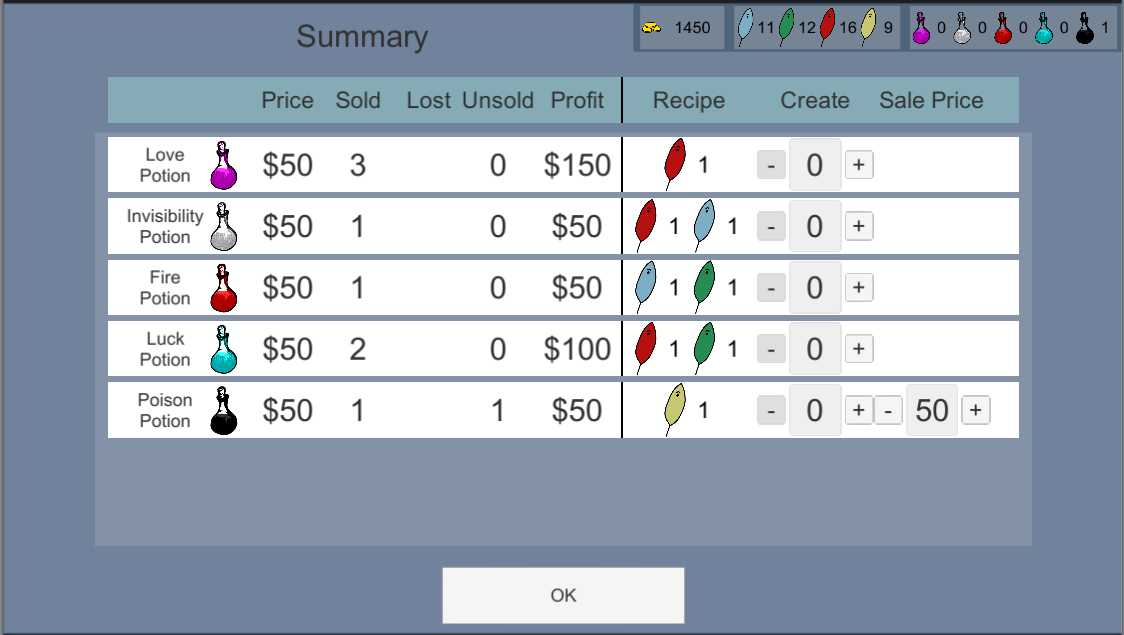 Summary
1450 11 12 16 9 0 0 0 0 1
Price Sold Lost Unsold Profit Recipe Create Sale Price
Love
Potion
$50 3 0 $150 1 - 0 +
Invisibility
Potion
$50 1 0 $50 1 1 - 0 +
Fire
Potion
$50 1 0 $50 1 1 - 0 +
Luck
Potion
$50 2 0 $100 1 1 - 0 +
Poison
Potion
$50 1 1 $50 1 - 0 + - 50 +
OK